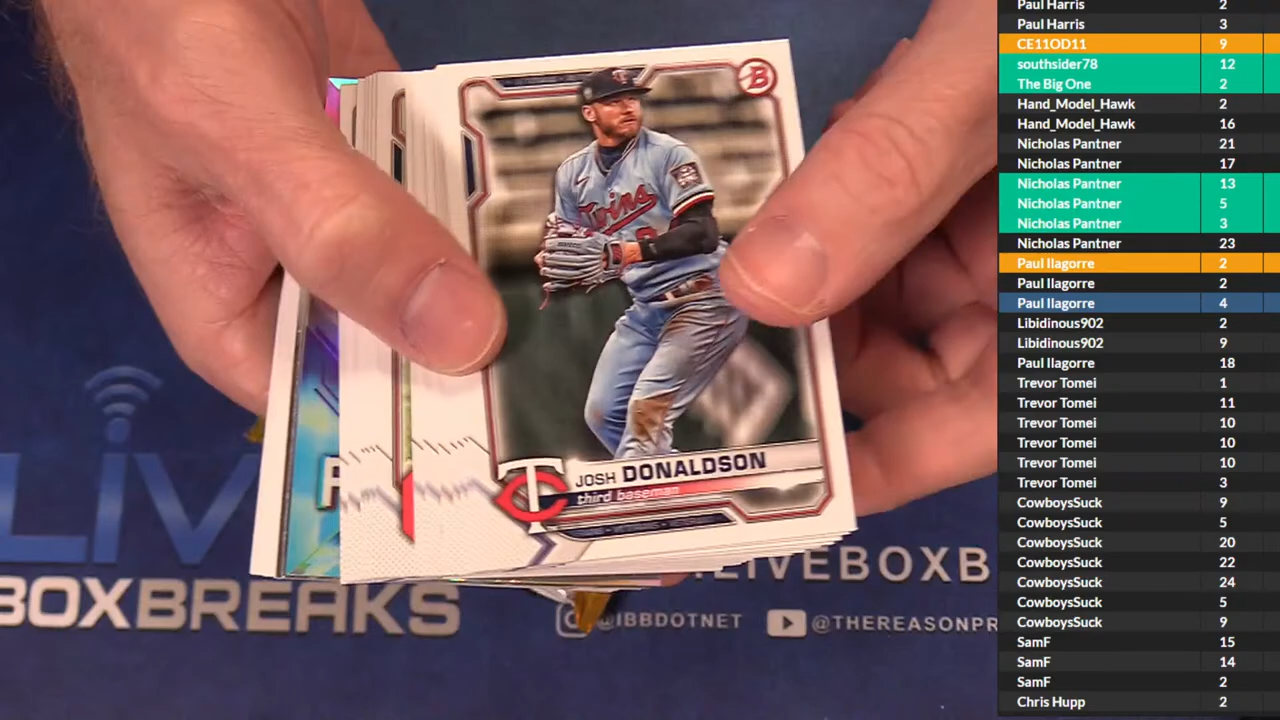 B
Twins
JOSH DONALDSON
third baseman
LIV
BOXBREAKS
LIVEBOXB
@IBBDOTNET
@THEREASONPR
Paul Harris 2
Paul Harris 3
CE11OD11 9
southsider78 12
The Big One 2
Hand_Model_Hawk 2
Hand_Model_Hawk 16
Nicholas Pantner 21
Nicholas Pantner 17
Nicholas Pantner 13
Nicholas Pantner 5
Nicholas Pantner 3
Nicholas Pantner 23
Paul Ilagorre 2
Paul Ilagorre 2
Paul Ilagorre 4
Libidinous902 2
Libidinous902 9
Paul Ilagorre 18
Trevor Tomei 1
Trevor Tomei 11
Trevor Tomei 10
Trevor Tomei 10
Trevor Tomei 10
Trevor Tomei 3
CowboysSuck 9
CowboysSuck 5
CowboysSuck 20
CowboysSuck 22
CowboysSuck 24
CowboysSuck 5
CowboysSuck 9
SamF 15
SamF 14
SamF 2
Chris Hupp 2